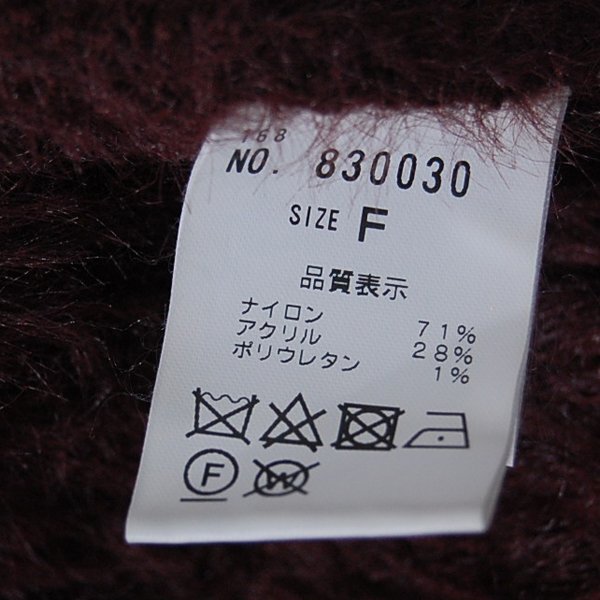 168
NO. 830030
SIZE F
品質表示
ナイロン 71%
アクリル 28%
ポリウレタン 1%
F W